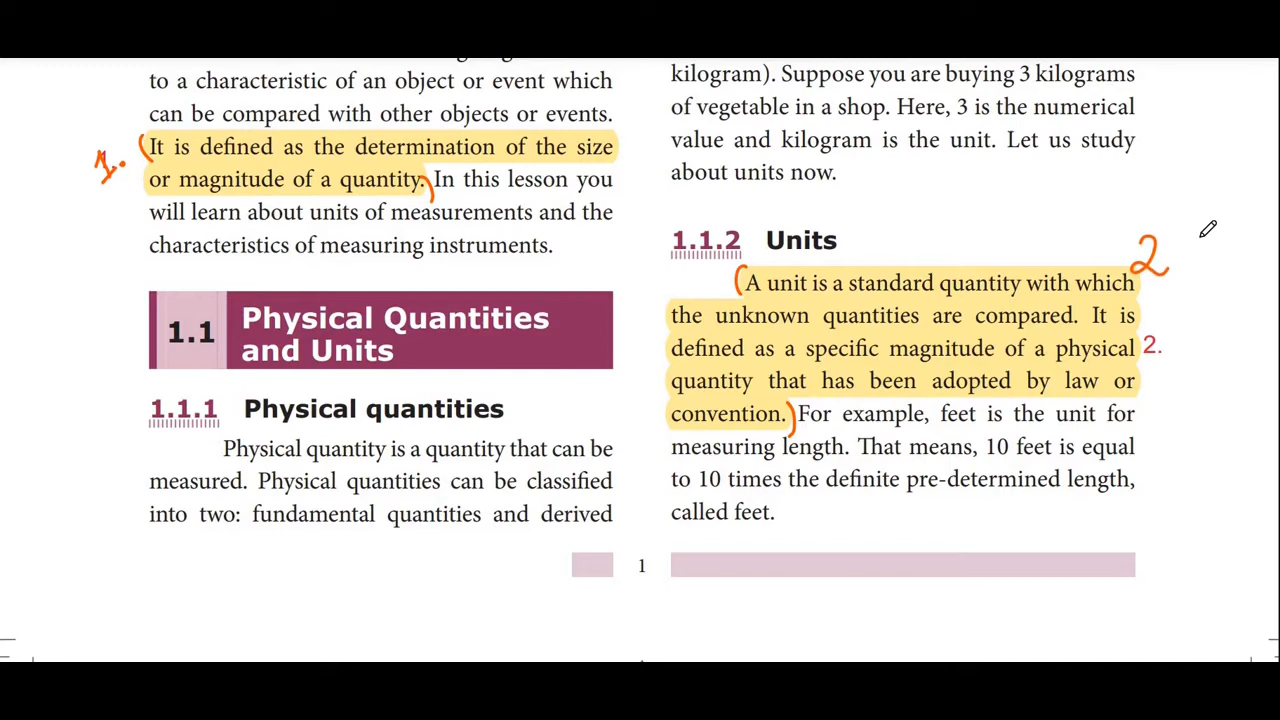 to a characteristic of an object or event which
can be compared with other objects or events.
1. (It is defined as the determination of the size
or magnitude of a quantity.) In this lesson you
will learn about units of measurements and the
characteristics of measuring instruments.
1.1 Physical Quantities
and Units
1.1.1 Physical quantities
Physical quantity is a quantity that can be
measured. Physical quantities can be classified
into two: fundamental quantities and derived
kilogram). Suppose you are buying 3 kilograms
of vegetable in a shop. Here, 3 is the numerical
value and kilogram is the unit. Let us study
about units now.
1.1.2 Units
2
(A unit is a standard quantity with which
the unknown quantities are compared. It is
defined as a specific magnitude of a physical 2.
quantity that has been adopted by law or
convention.) For example, feet is the unit for
measuring length. That means, 10 feet is equal
to 10 times the definite pre-determined length,
called feet.
1